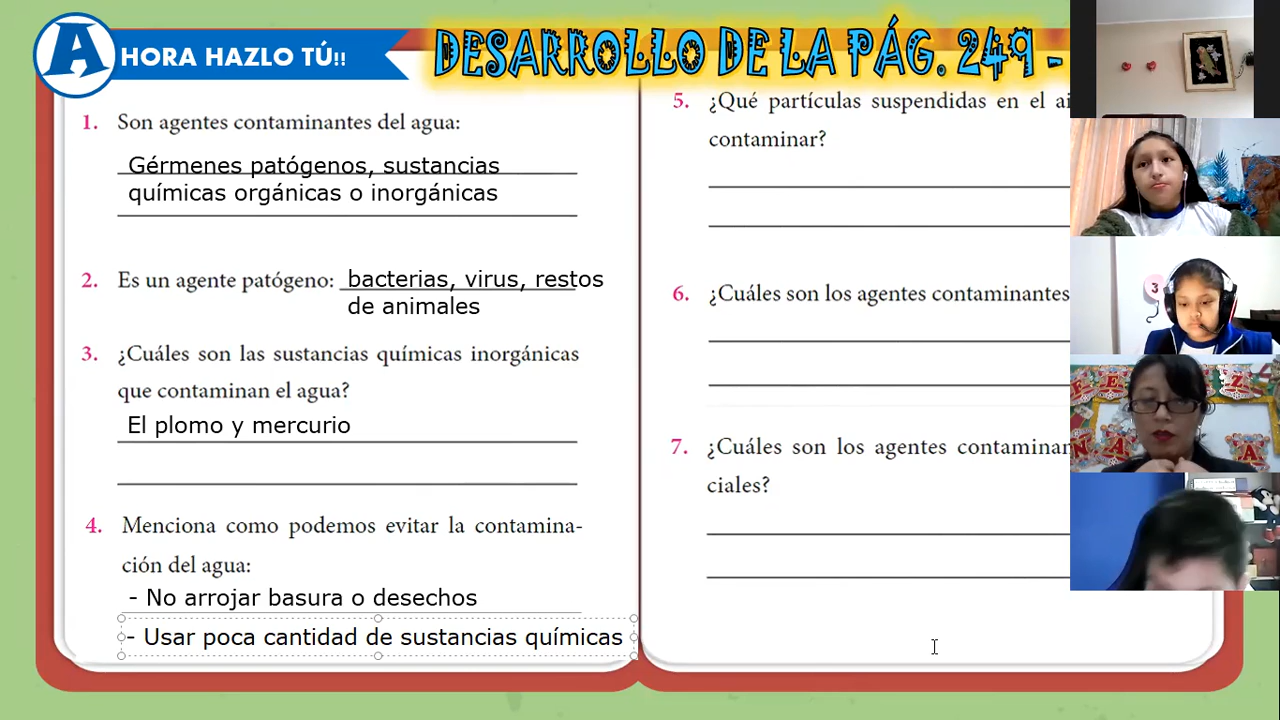 AHORA HAZLO TÚ!!
DESARROLLO DE LA PÁG. 249 -
1. Son agentes contaminantes del agua:
Gérmenes patógenos, sustancias
químicas orgánicas o inorgánicas
2. Es un agente patógeno: bacterias, virus, restos
de animales
3. ¿Cuáles son las sustancias químicas inorgánicas
que contaminan el agua?
El plomo y mercurio
4. Menciona como podemos evitar la contamina-
ción del agua:
- No arrojar basura o desechos
- Usar poca cantidad de sustancias químicas
5. ¿Qué partículas suspendidas en el ai
contaminar?
6. ¿Cuáles son los agentes contaminantes
7. ¿Cuáles son los agentes contaminan
ciales?
3
F E Z
N A A